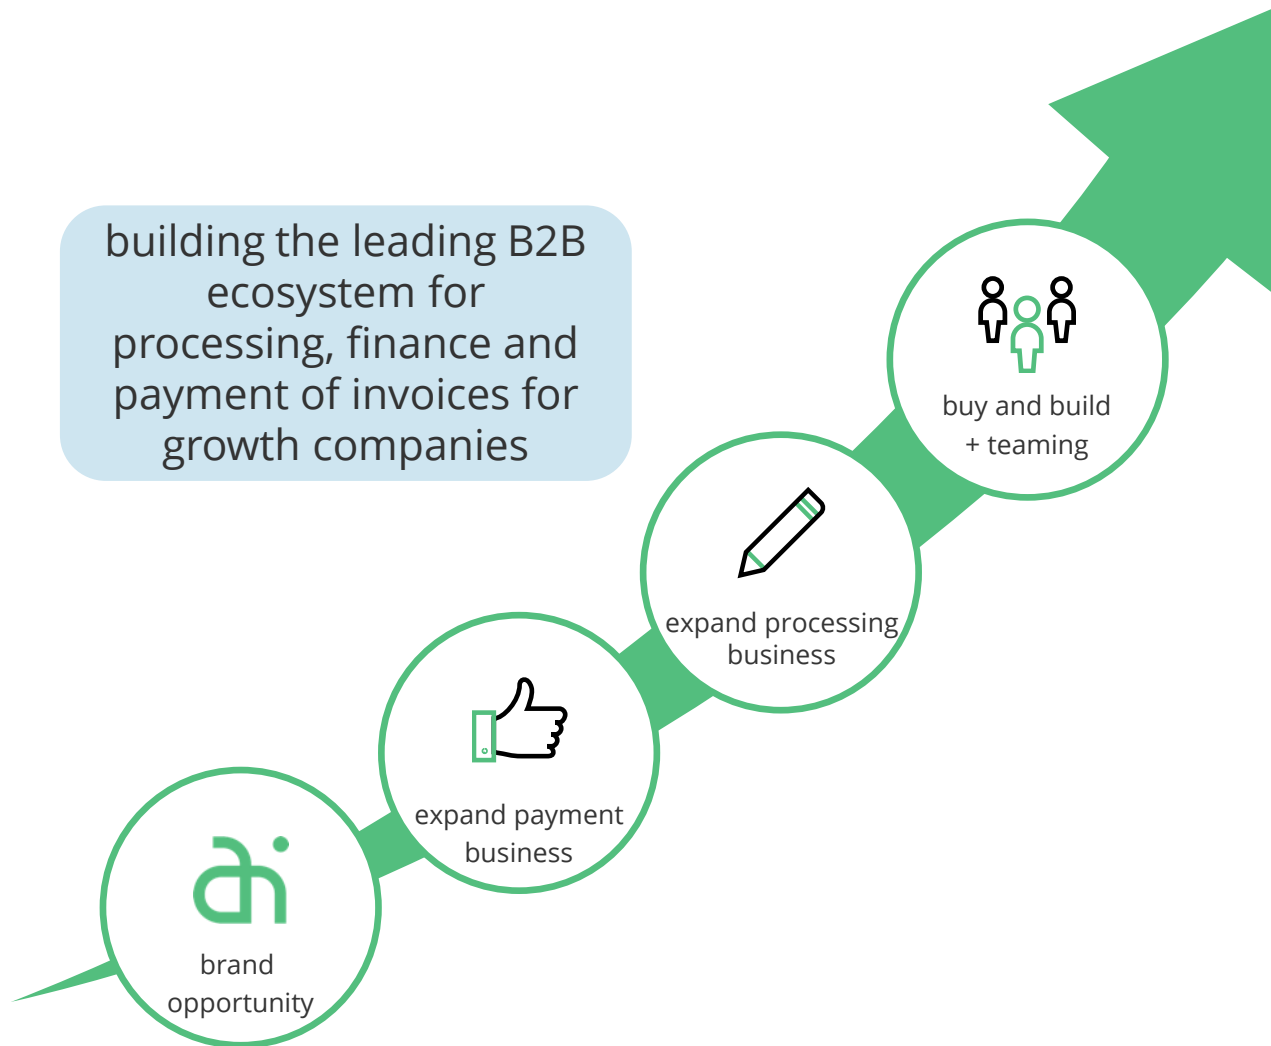 building the leading B2B
ecosystem for
processing, finance and
payment of invoices for
growth companies
buy and build
+ teaming
expand processing
business
expand payment
business
brand
opportunity